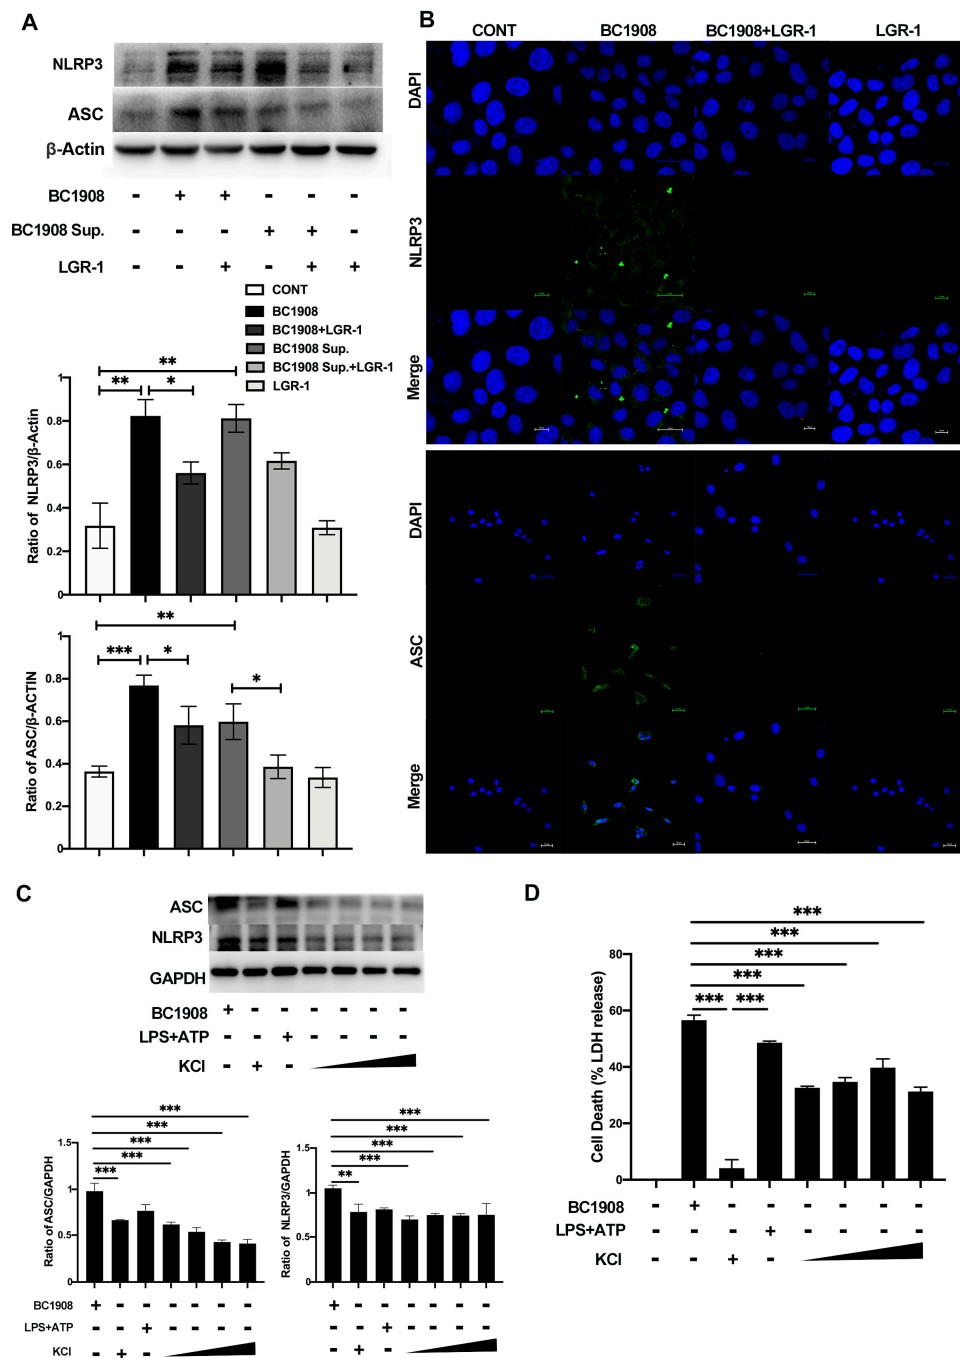 A
NLRP3
ASC
β-Actin
BC1908 - + + - - -
BC1908 Sup. - - - + + -
LGR-1 - - + - + +
CONT
BC1908
BC1908+LGR-1
BC1908 Sup.
BC1908 Sup.+LGR-1
LGR-1
Ratio of NLRP3/β-Actin
1
0.8
0.6
0.4
0.2
0
**
** *
Ratio of ASC/β-ACTIN
1
0.8
0.6
0.4
0.2
0
**
*** *
*
B
CONT BC1908 BC1908+LGR-1 LGR-1
DAPI
NLRP3
Merge
DAPI
ASC
Merge
C
ASC
NLRP3
GAPDH
BC1908 + - - - - - -
LPS+ATP - - + - - - -
KCl - + -
Ratio of ASC/GAPDH
1.5
1
0.5
0
***
***
***
***
***
BC1908 + - - - - - -
LPS+ATP - - + - - - -
KCl - + -
Ratio of NLRP3/GAPDH
1.5
1.0
0.5
0
***
***
***
***
**
+ - - - - - -
- - + - - - -
- + -
D
Cell Death (% LDH release)
80
60
40
20
0
***
***
***
***
*** ***
BC1908 - + - - - - - -
LPS+ATP - - - + - - - -
KCl - - + -